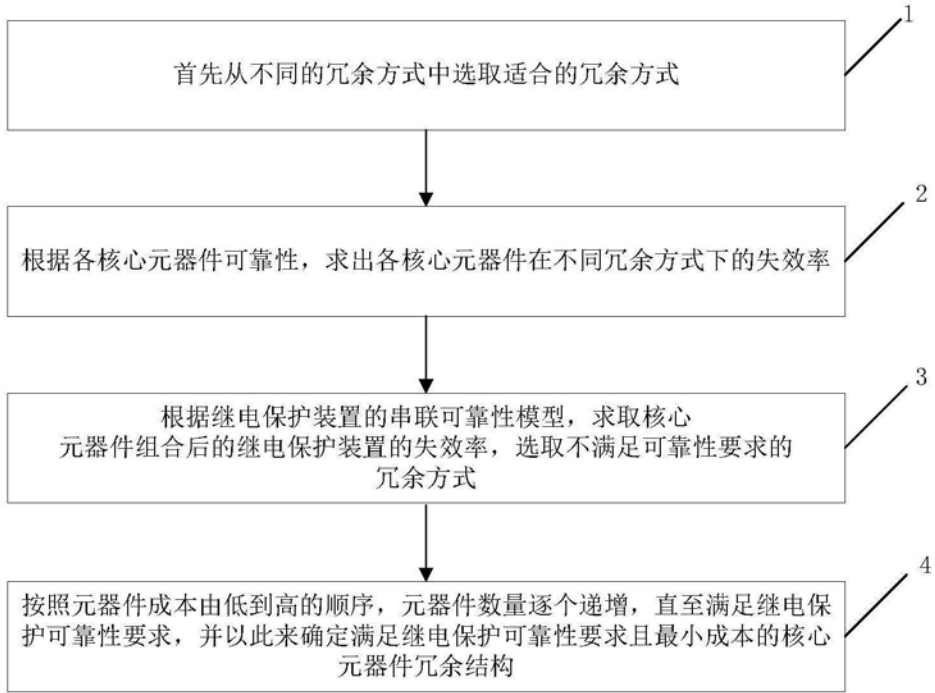 1
首先从不同的冗余方式中选取适合的冗余方式
2
根据各核心元器件可靠性，求出各核心元器件在不同冗余方式下的失效率
3
根据继电保护装置的串联可靠性模型，求取核心
元器件组合后的继电保护装置的失效率，选取不满足可靠性要求的
冗余方式
4
按照元器件成本由低到高的顺序，元器件数量逐个递增，直至满足继电保
护可靠性要求，并以此来确定满足继电保护可靠性要求且最小成本的核心
元器件冗余结构